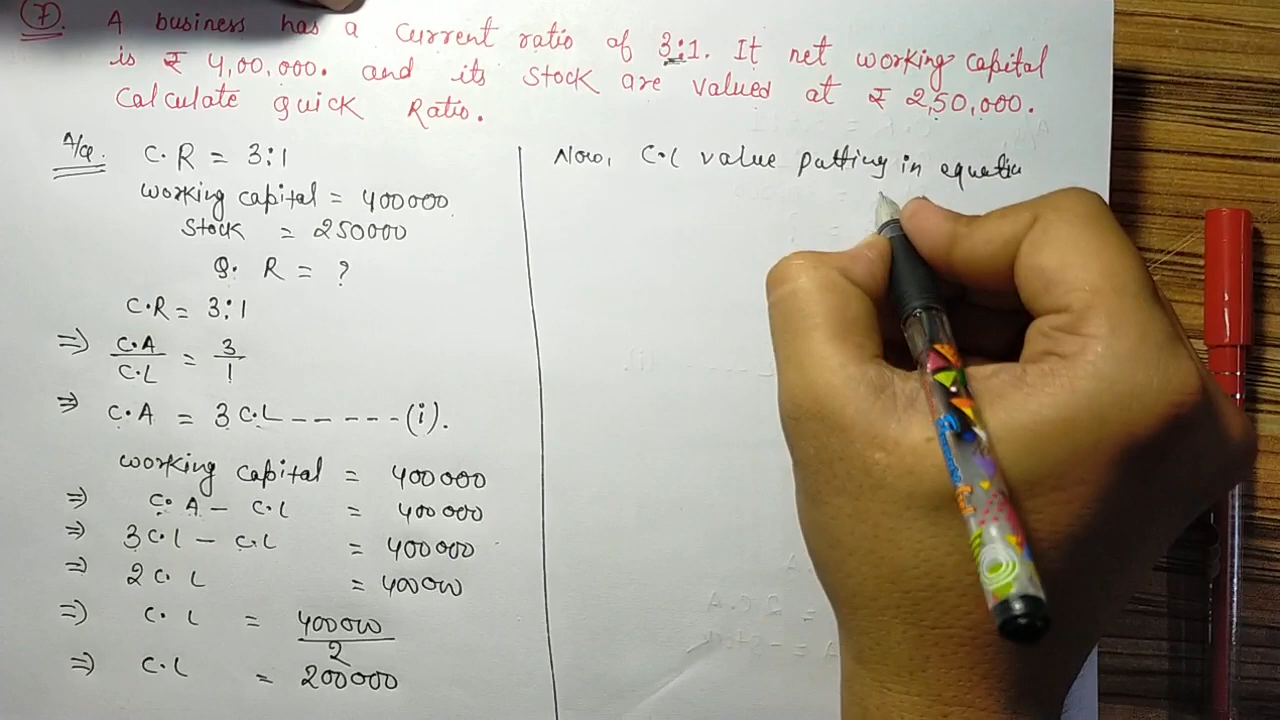 7. A business has a current ratio of 3:1. It net working capital
is ₹ 4,00,000. and its stock are valued at ₹ 2,50,000.
Calculate quick Ratio.
A/q. C.R = 3:1
working capital = 400000
Stock = 250000
Q. R = ?
C.R = 3:1
=> C.A / C.L = 3 / 1
=> C.A = 3 C.L ------ (i).
working capital = 400000
=> C.A - C.L = 400000
=> 3C.L - C.L = 400000
=> 2C.L = 400000
=> C.L = 400000 / 2
=> C.L = 200000
Now, C.L value putting in equatio